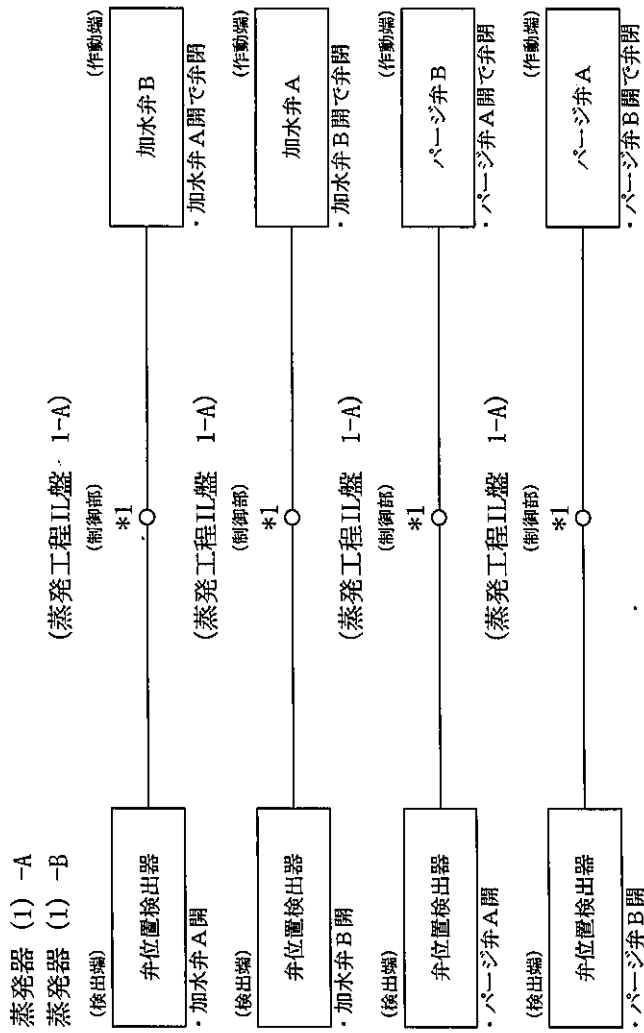 蒸発器 (1) -A
蒸発器 (1) -B
(検出端)
弁位置検出器
・加水弁A開
(蒸発工程IL盤 1-A)
(制御部)
*1
(作動端)
加水弁B
・加水弁A開で弁閉
(検出端)
弁位置検出器
・加水弁B開
(蒸発工程IL盤 1-A)
(制御部)
*1
(作動端)
加水弁A
・加水弁B開で弁閉
(検出端)
弁位置検出器
・パージ弁A開
(蒸発工程IL盤 1-A)
(制御部)
*1
(作動端)
パージ弁B
・パージ弁A開で弁閉
(検出端)
弁位置検出器
・パージ弁B開
(蒸発工程IL盤 1-A)
(制御部)
*1
(作動端)
パージ弁A
・パージ弁B開で弁閉